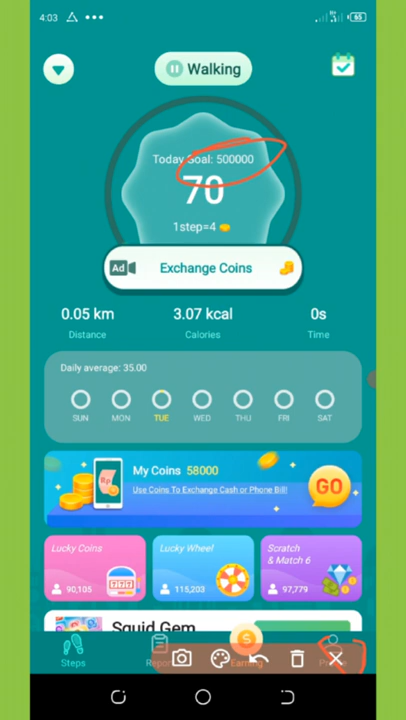 4:03
65
Walking
Today Goal: 500000
70
1step=4
Ad
Exchange Coins
0.05 km
3.07 kcal
0s
Distance
Calories
Time
Daily average: 35.00
SUN
MON
TUE
WED
THU
FRI
SAT
My Coins 58000
Use Coins To Exchange Cash or Phone Bill!
GO
Rp
Lucky Coins
90,105
777
Lucky Wheel
115,203
Scratch
& Match 6
97,779
Squid Gem
Steps